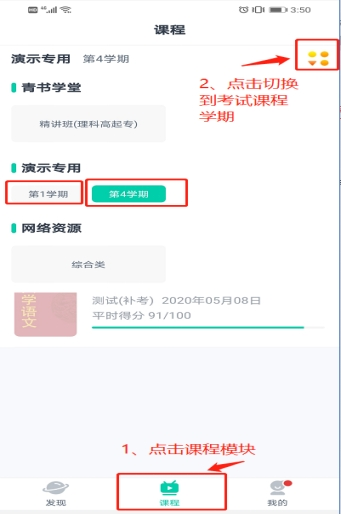 3:50
课程
演示专用 第4学期
2、点击切换
到考试课程
学期
青书学堂
精讲班(理科高起专)
演示专用
第1学期 第4学期
网络资源
综合类
学语文
测试(补考) 2020年05月08日
平时得分 91/100
1、点击课程模块
发现 课程 我的